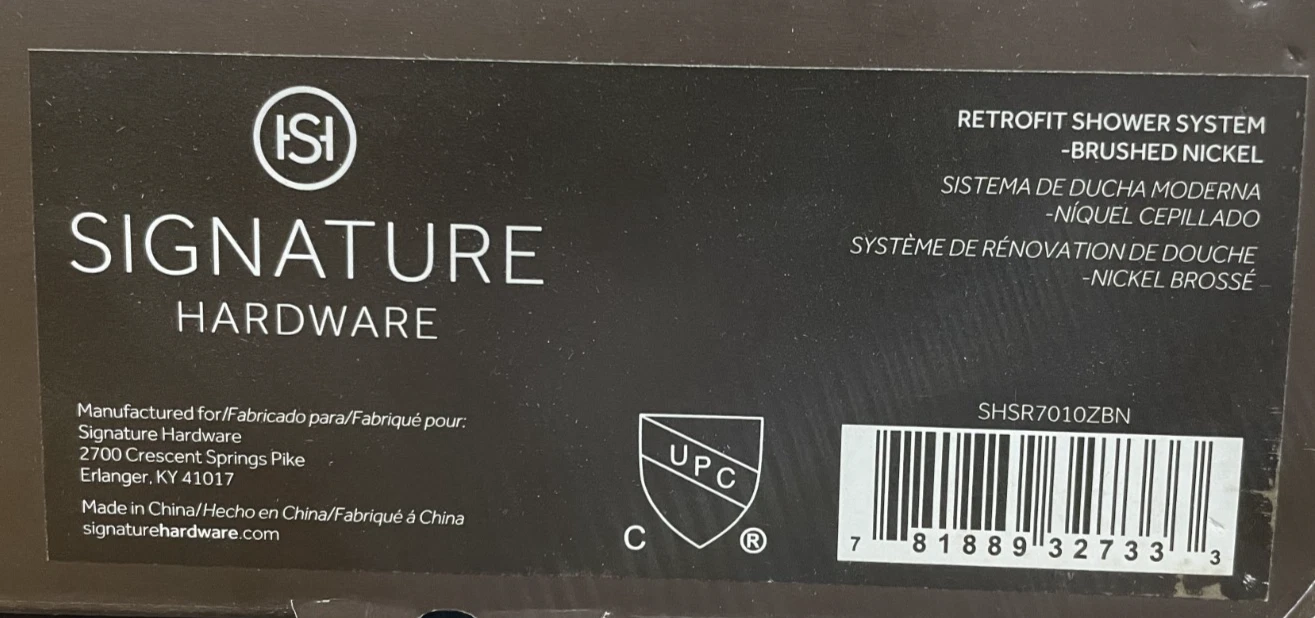 SH
SIGNATURE
HARDWARE
RETROFIT SHOWER SYSTEM
-BRUSHED NICKEL
SISTEMA DE DUCHA MODERNA
-NÍQUEL CEPILLADO
SYSTÈME DE RÉNOVATION DE DOUCHE
-NICKEL BROSSÉ
Manufactured for/Fabricado para/Fabriqué pour:
Signature Hardware
2700 Crescent Springs Pike
Erlanger, KY 41017
Made in China/Hecho en China/Fabriqué á China
signaturehardware.com
UPC
C ®
SHSR7010ZBN
7 81889 32733 3